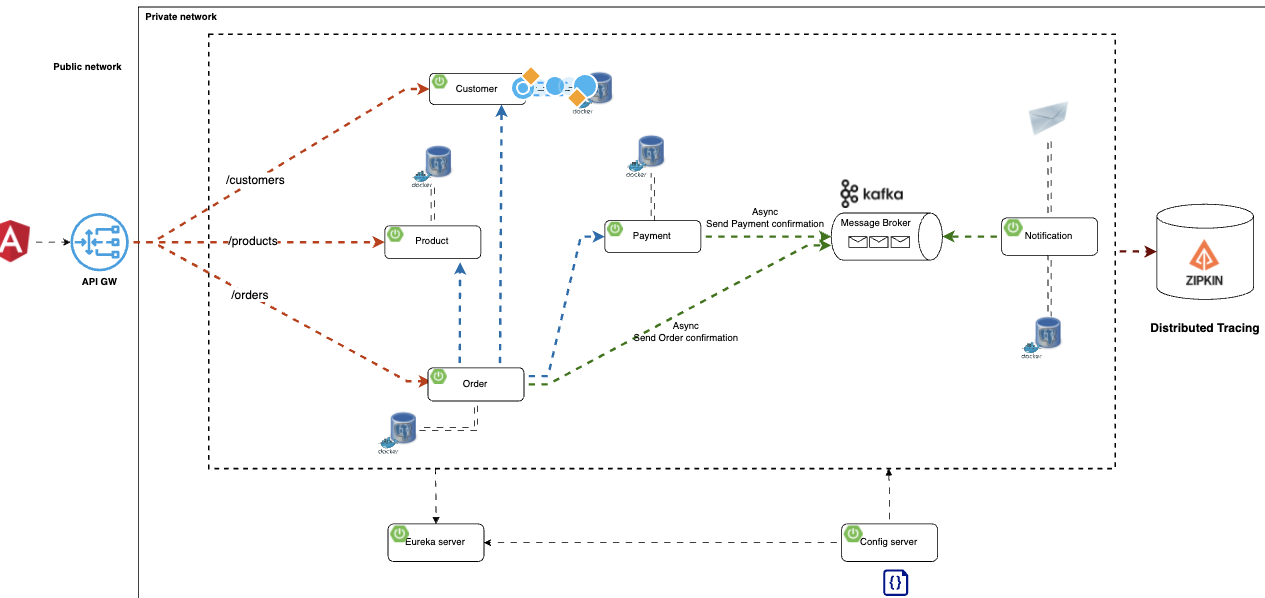 Private network
Public network
Customer
docker
docker
docker
/customers
kafka
A
/products
Product
Payment
Async
Send Payment confirmation
Message Broker
Notification
API GW
ZIPKIN
/orders
Async
Send Order confirmation
Distributed Tracing
docker
Order
docker
Eureka server
Config server
{}